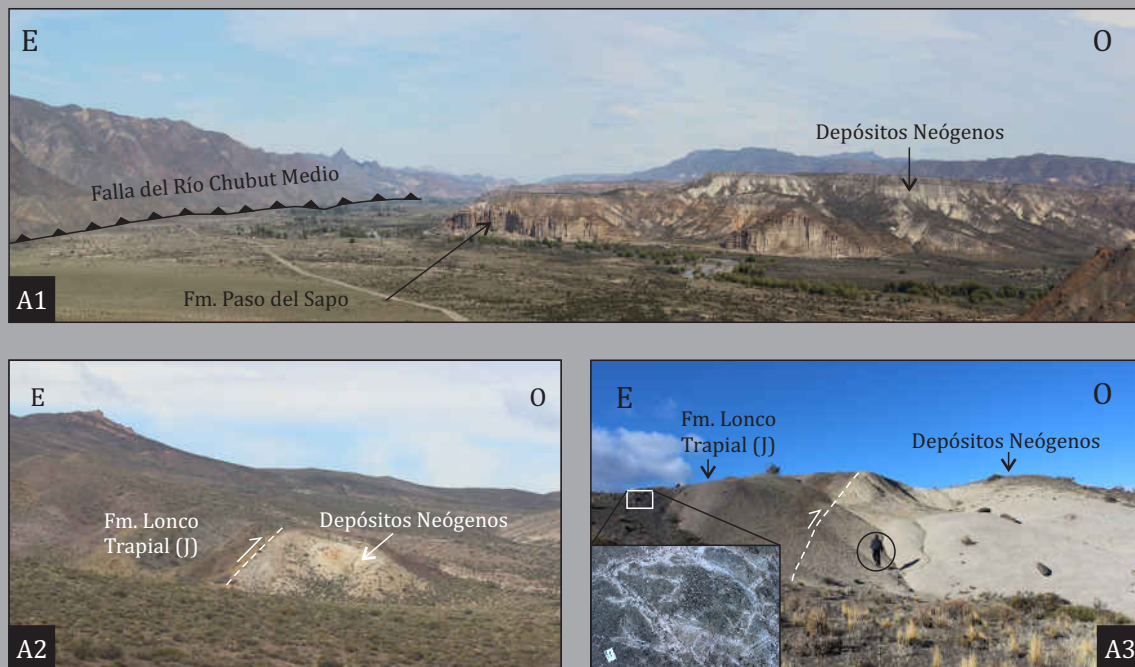 E
O
Depósitos Neógenos
Falla del Río Chubut Medio
Fm. Paso del Sapo
A1
E
O
Fm. Lonco
Trapial (J)
Depósitos Neógenos
A2
E
O
Fm. Lonco
Trapial (J)
Depósitos Neógenos
A3